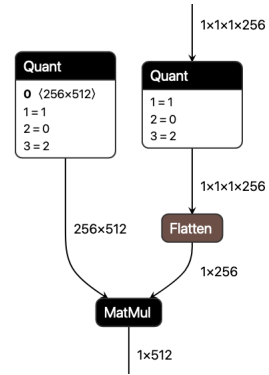 1×1×1×256
Quant
0 ⟨256×512⟩
1 = 1
2 = 0
3 = 2
Quant
1 = 1
2 = 0
3 = 2
1×1×1×256
256×512
Flatten
1×256
MatMul
1×512